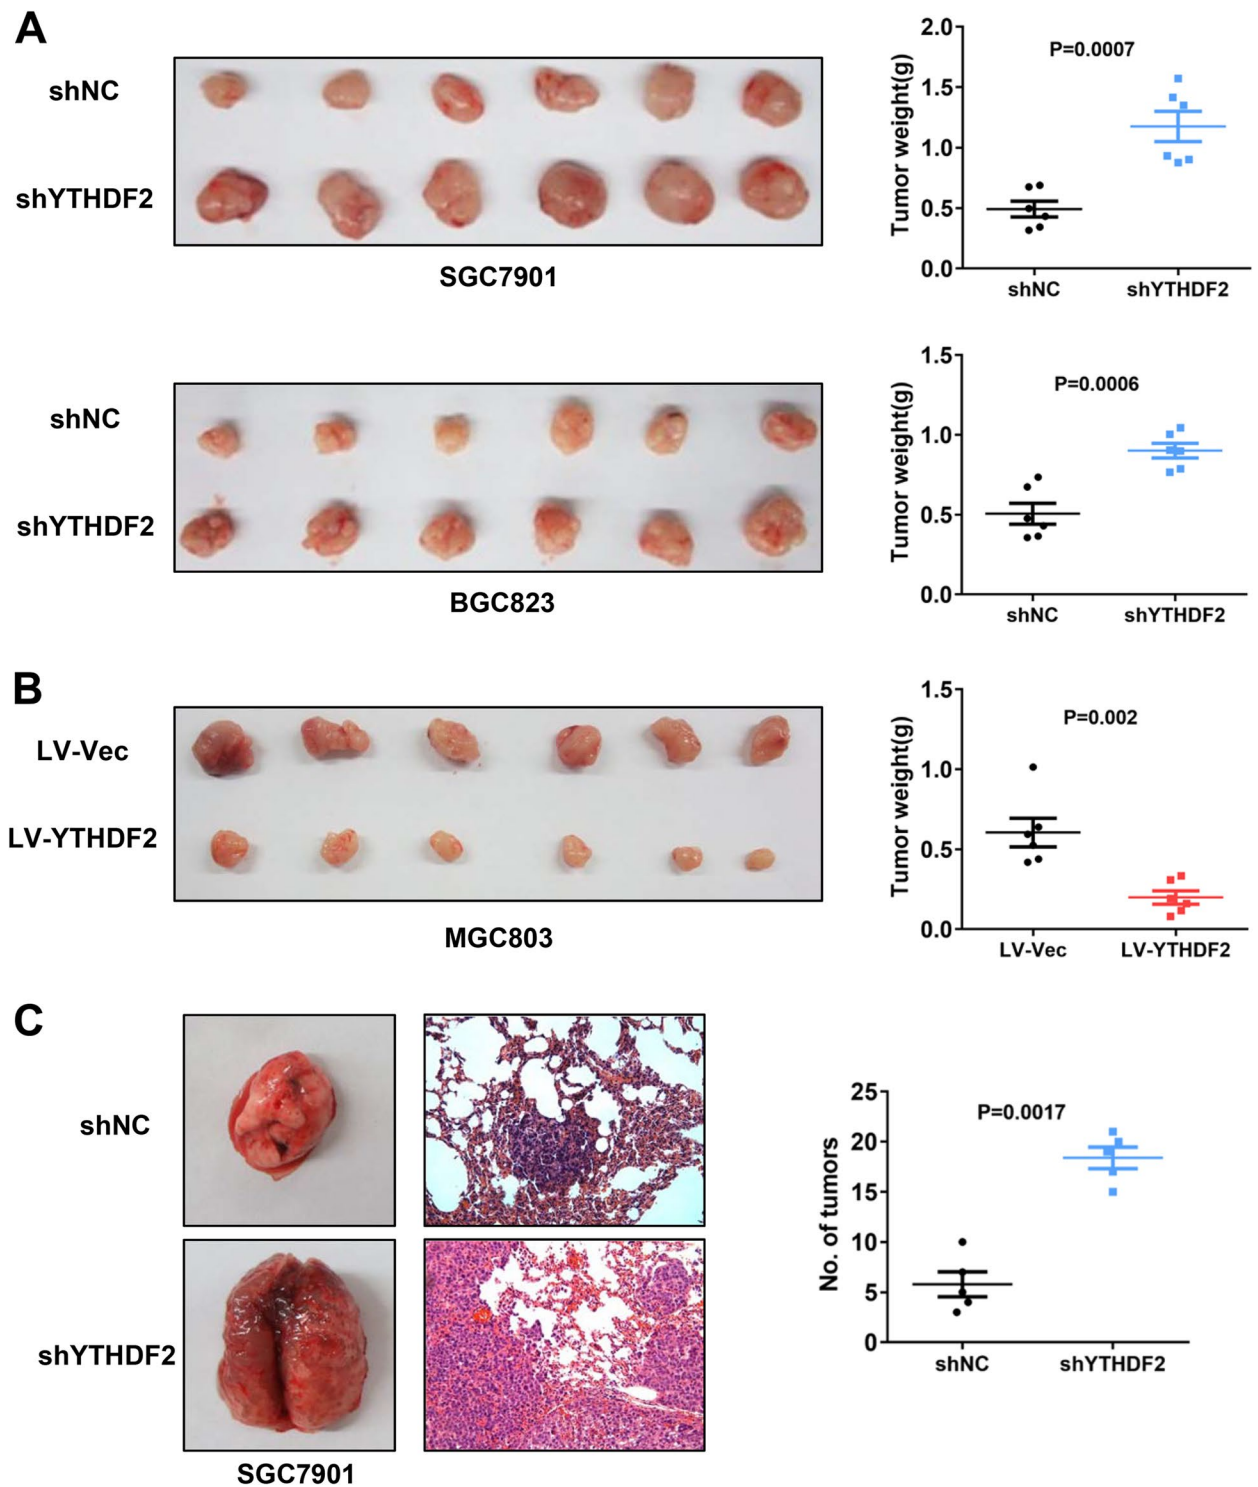 A
shNC
shYTHDF2
SGC7901
2.0
1.5
1.0
0.5
0.0
Tumor weight(g)
P=0.0007
shNC
shYTHDF2
shNC
shYTHDF2
BGC823
1.5
1.0
0.5
0.0
Tumor weight(g)
P=0.0006
shNC
shYTHDF2
B
LV-Vec
LV-YTHDF2
MGC803
1.5
1.0
0.5
0.0
Tumor weight(g)
P=0.002
LV-Vec
LV-YTHDF2
C
shNC
shYTHDF2
SGC7901
25
20
15
10
5
0
No. of tumors
P=0.0017
shNC
shYTHDF2